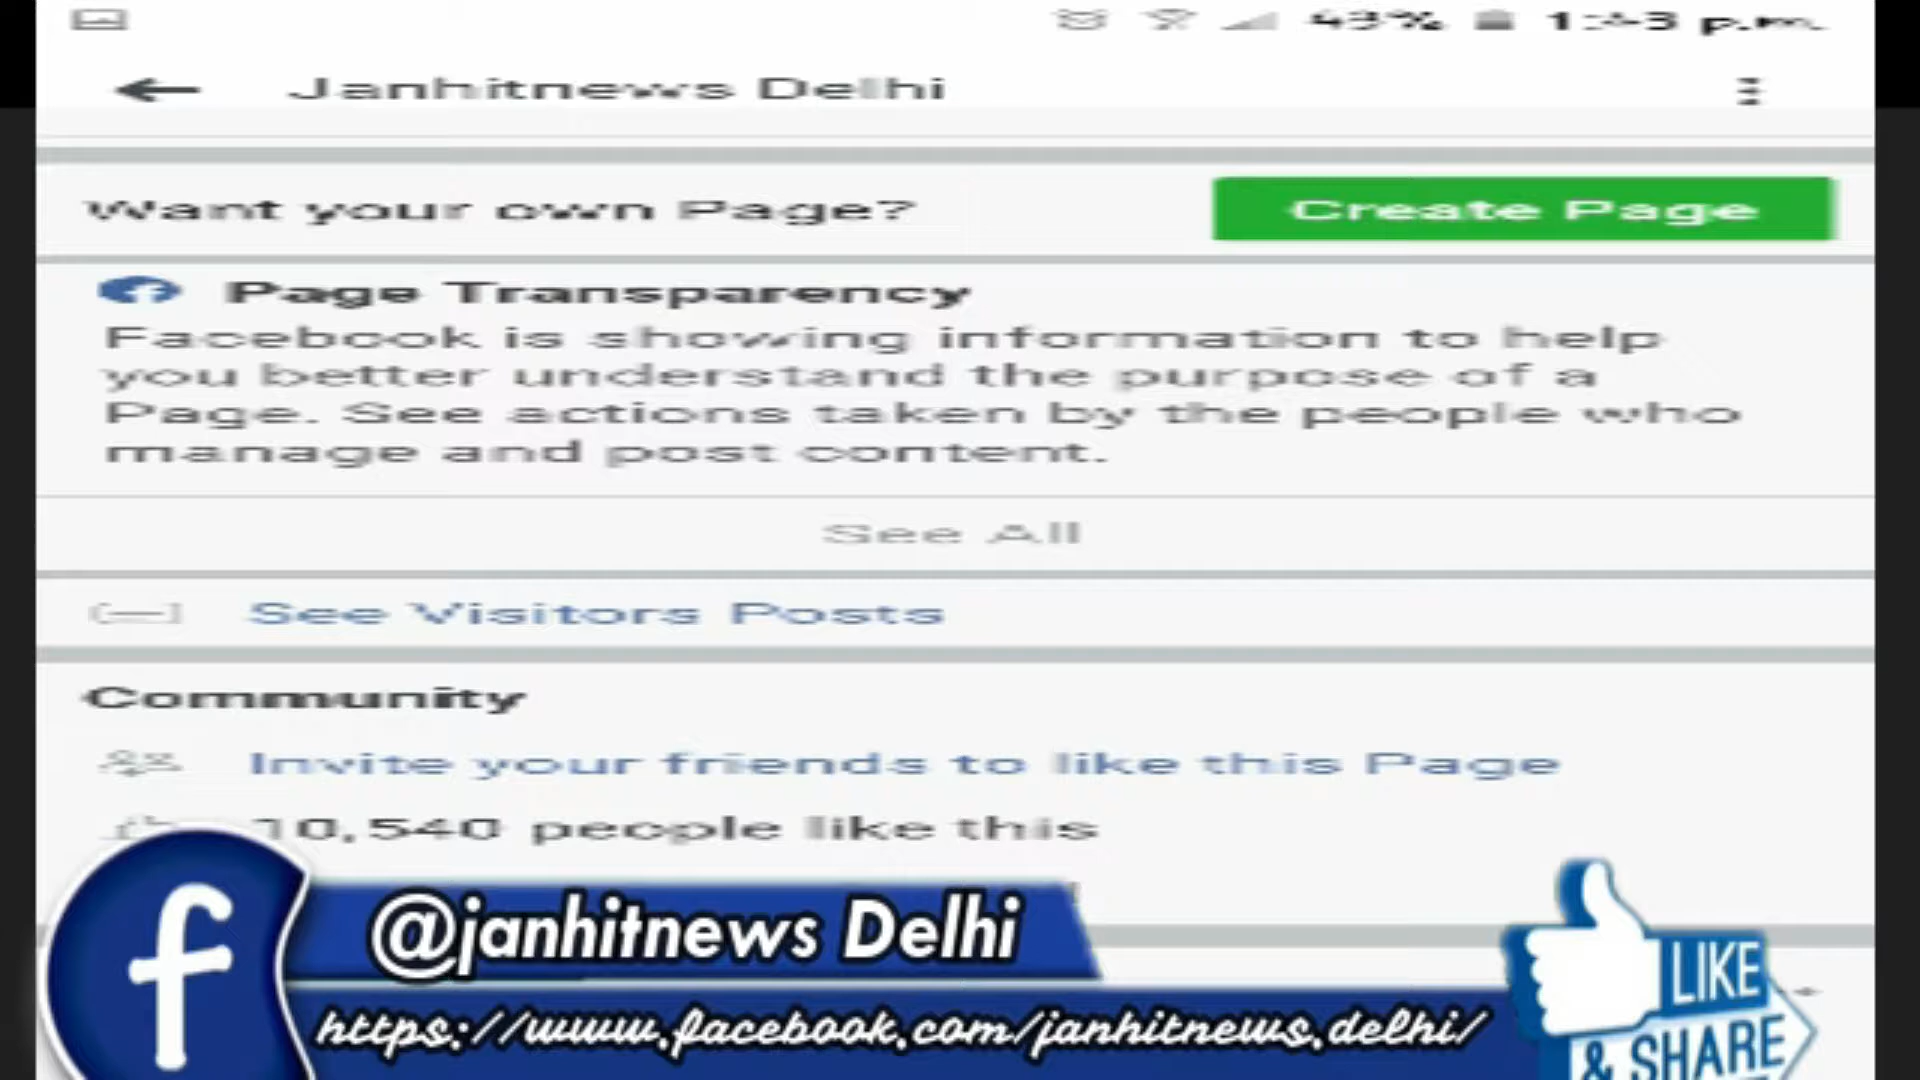 49%
p.m.
Janhitnews Delhi
Want your own Page?
Create Page
Page Transparency
Facebook is showing information to help
you better understand the purpose of a
Page. See actions taken by the people who
manage and post content.
See All
See Visitors Posts
Community
Invite your friends to like this Page
10,540 people like this
f
@janhitnews Delhi
https://www.facebook.com/janhitnews.delhi/
LIKE
& SHARE